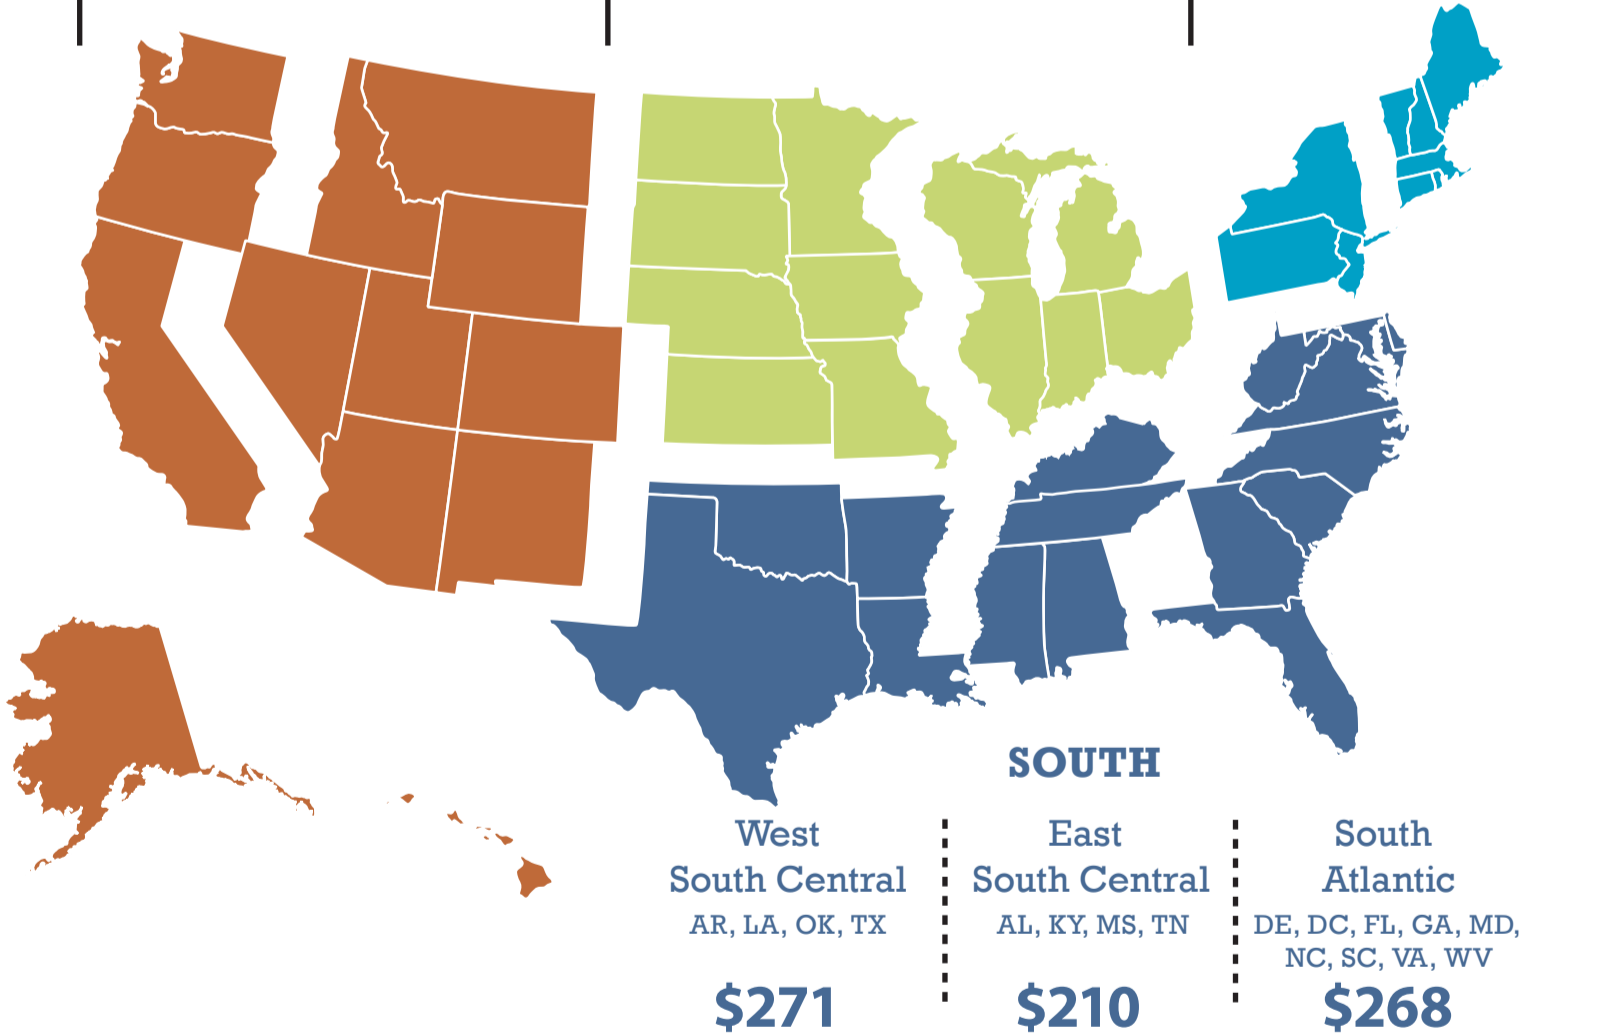 SOUTH
West
South Central
AR, LA, OK, TX
$271
East
South Central
AL, KY, MS, TN
$210
South
Atlantic
DE, DC, FL, GA, MD,
NC, SC, VA, WV
$268